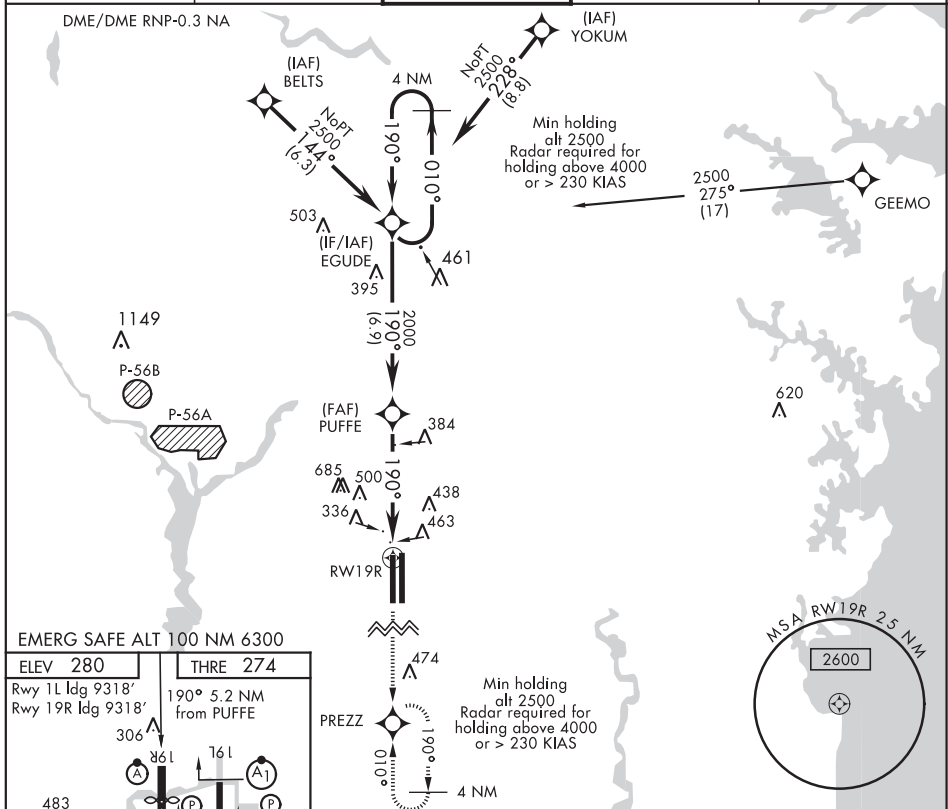 DME/DME RNP-0.3 NA
(IAF)
YOKUM
(IAF)
BELTS
4 NM
NoPT
2500
228°
(8.8)
NoPT
2500
144°
(6.3)
190°
010°
Min holding
alt 2500
Radar required for
holding above 4000
or > 230 KIAS
2500
275°
(17)
GEEMO
503
(IF/IAF)
EGUDE
461
395
2000
190°
(6.9)
1149
P-56B
P-56A
620
(FAF)
PUFFE
384
190°
685
500
438
336
463
RW19R
MSA RW19R 25 NM
2600
EMERG SAFE ALT 100 NM 6300
ELEV 280
THRE 274
Rwy 1L ldg 9318'
Rwy 19R ldg 9318'
190° 5.2 NM
from PUFFE
306
19R
19L
A
A1
483
P
P
474
PREZZ
Min holding
alt 2500
Radar required for
holding above 4000
or > 230 KIAS
190°
010°
4 NM